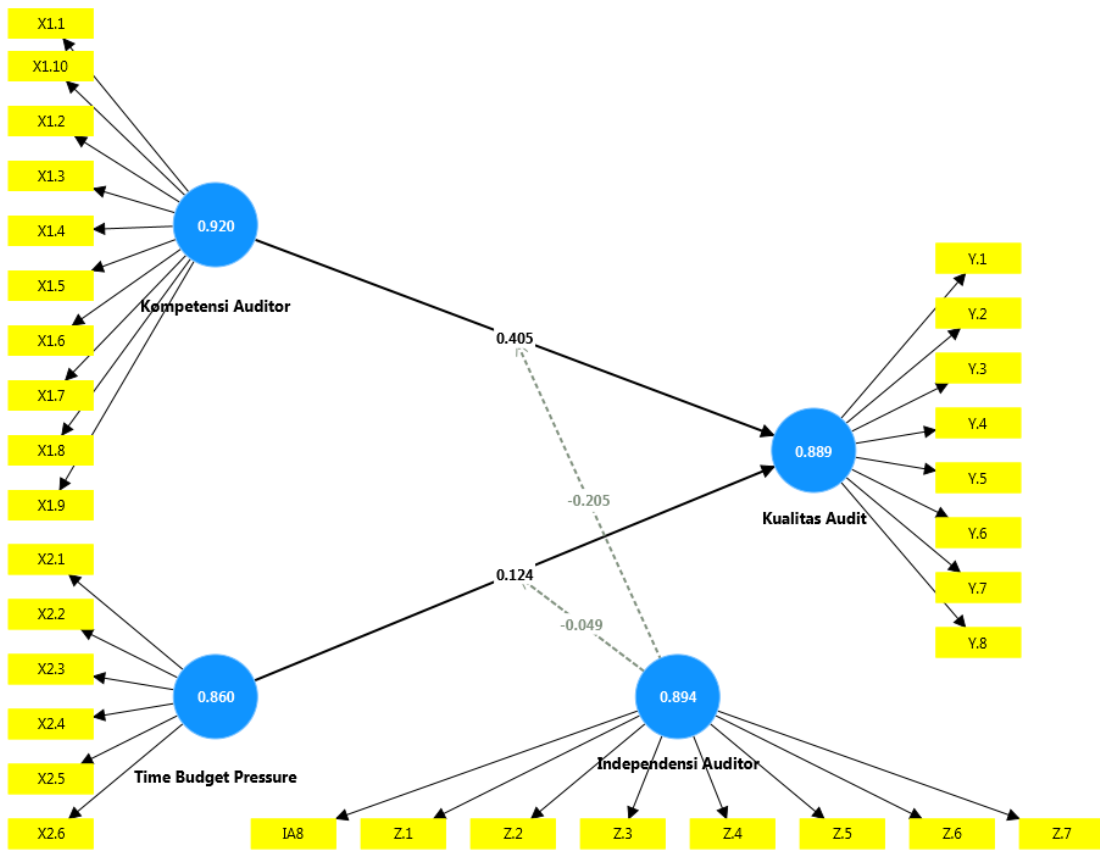 X1.1
X1.10
X1.2
X1.3
X1.4
X1.5
X1.6
X1.7
X1.8
X1.9
0.920
Kompetensi Auditor
X2.1
X2.2
X2.3
X2.4
X2.5
X2.6
0.860
Time Budget Pressure
0.405
-0.205
0.124
-0.049
0.889
Kualitas Audit
Y.1
Y.2
Y.3
Y.4
Y.5
Y.6
Y.7
Y.8
0.894
Independensi Auditor
IA8
Z.1
Z.2
Z.3
Z.4
Z.5
Z.6
Z.7